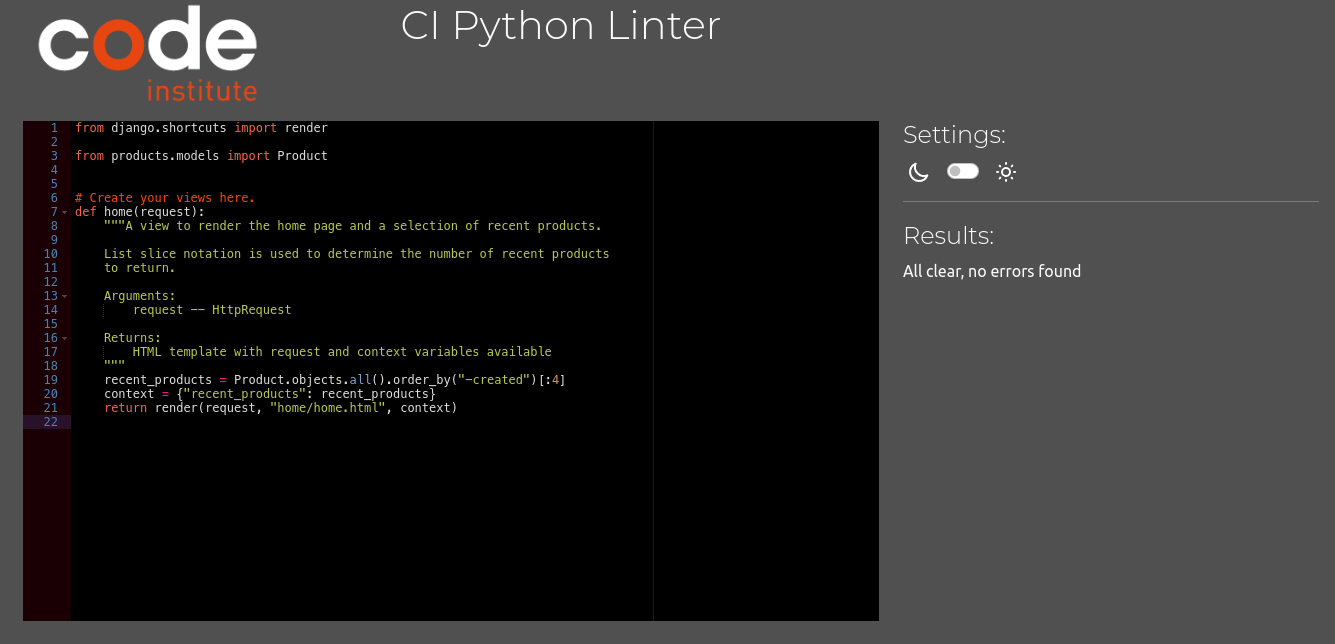 code
institute
CI Python Linter
1 from django.shortcuts import render
2
3 from products.models import Product
4
5
6 # Create your views here.
7 def home(request):
8     """A view to render the home page and a selection of recent products.
9
10     List slice notation is used to determine the number of recent products
11     to return.
12
13     Arguments:
14         request -- HttpRequest
15
16     Returns:
17         HTML template with request and context variables available
18     """
19     recent_products = Product.objects.all().order_by("-created")[:4]
20     context = {"recent_products": recent_products}
21     return render(request, "home/home.html", context)
22
Settings:
Results:
All clear, no errors found